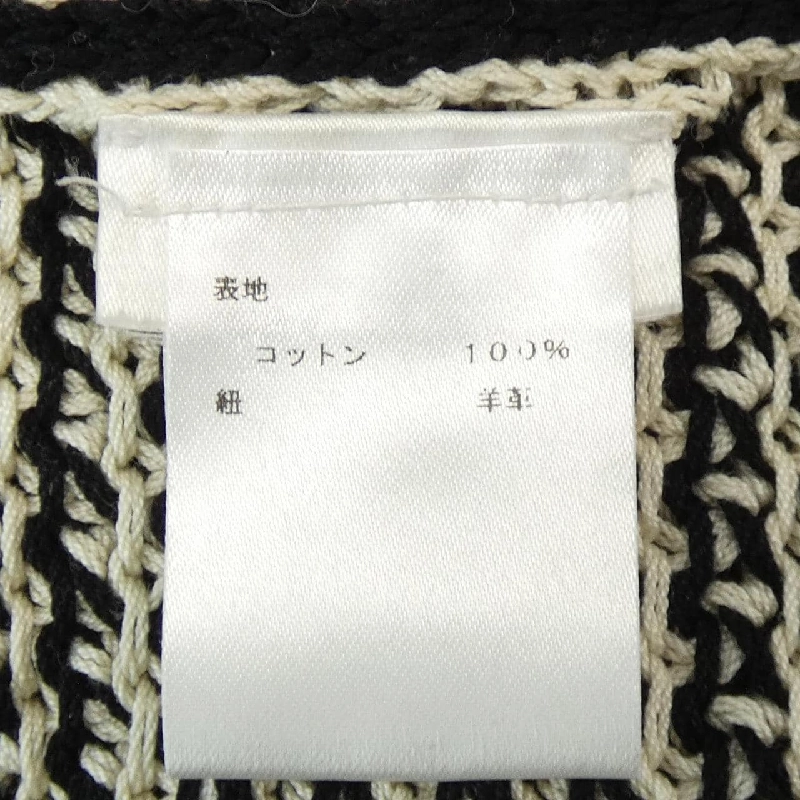 表地
コットン 100%
紐 羊革